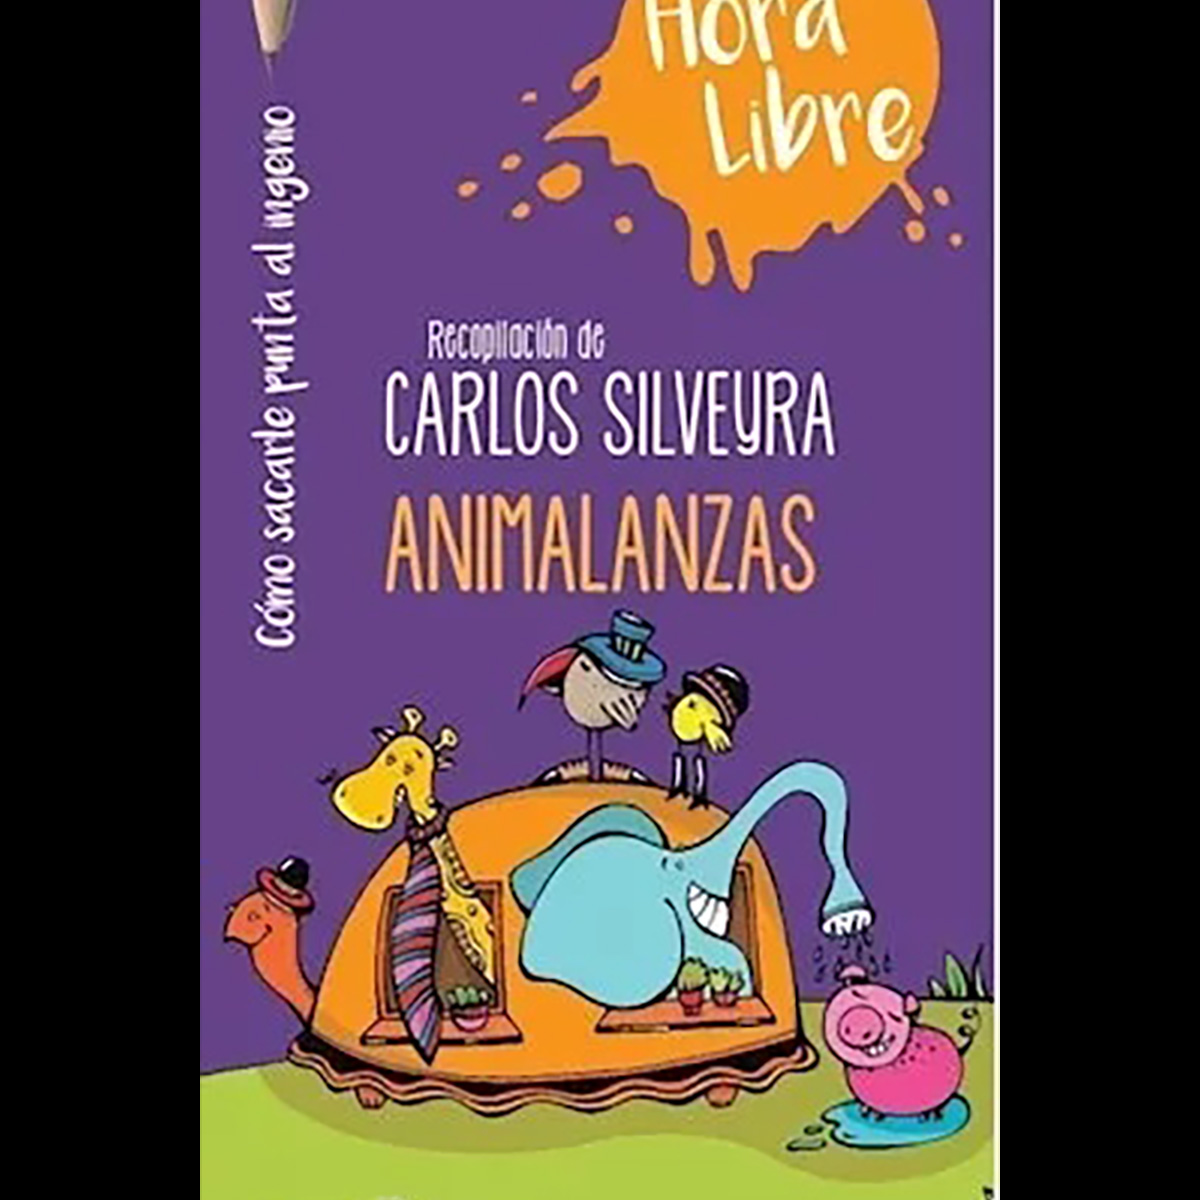 Hora
Libre
Cómo sacarle punta al ingenio
Recopilación de
CARLOS SILVEYRA
ANIMALANZAS